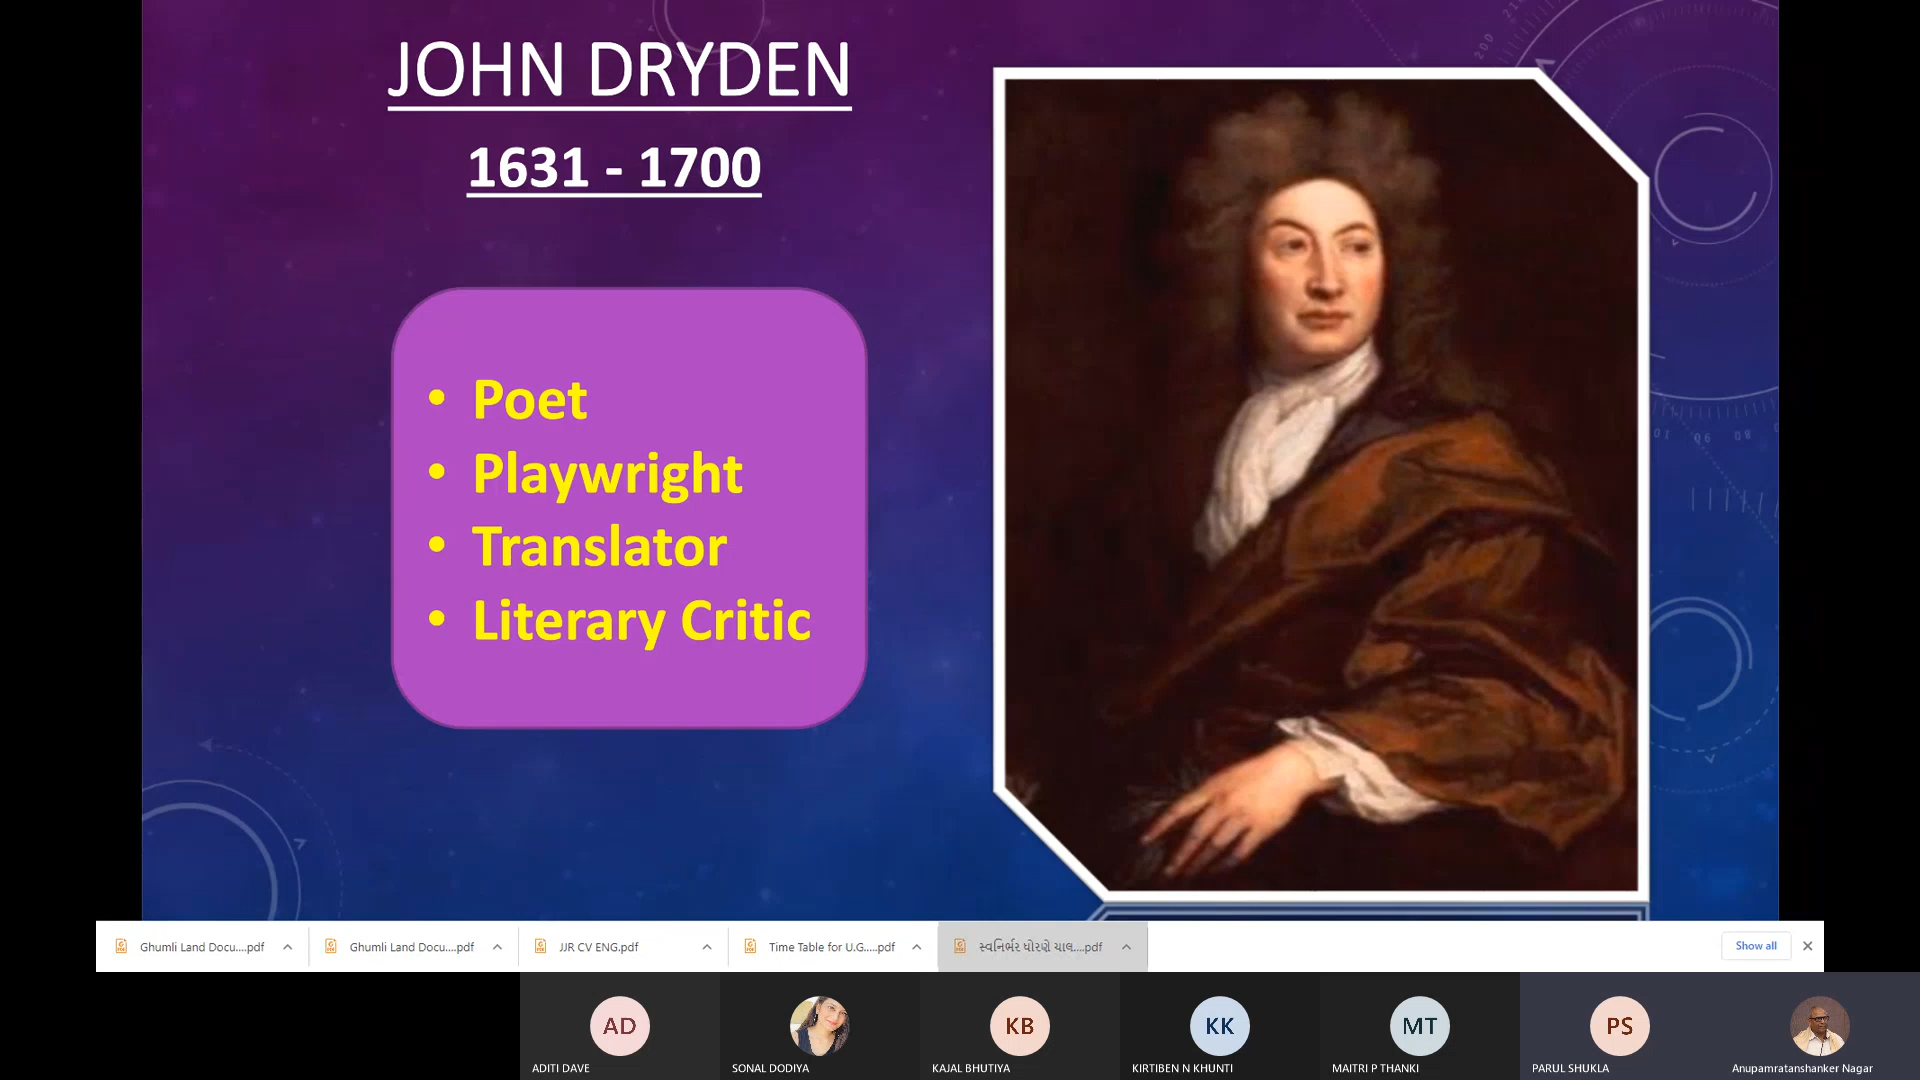 JOHN DRYDEN
1631 - 1700
• Poet
• Playwright
• Translator
• Literary Critic
Ghumli Land Docu....pdf
Ghumli Land Docu....pdf
JJR CV ENG.pdf
Time Table for U.G.....pdf
સ્વનિર્ભર ધોરણે ચાલ....pdf
Show all
AD
KB
KK
MT
PS
ADITI DAVE
SONAL DODIYA
KAJAL BHUTIYA
KIRTIBEN N KHUNTI
MAITRI P THANKI
PARUL SHUKLA
Anupamratanshanker Nagar